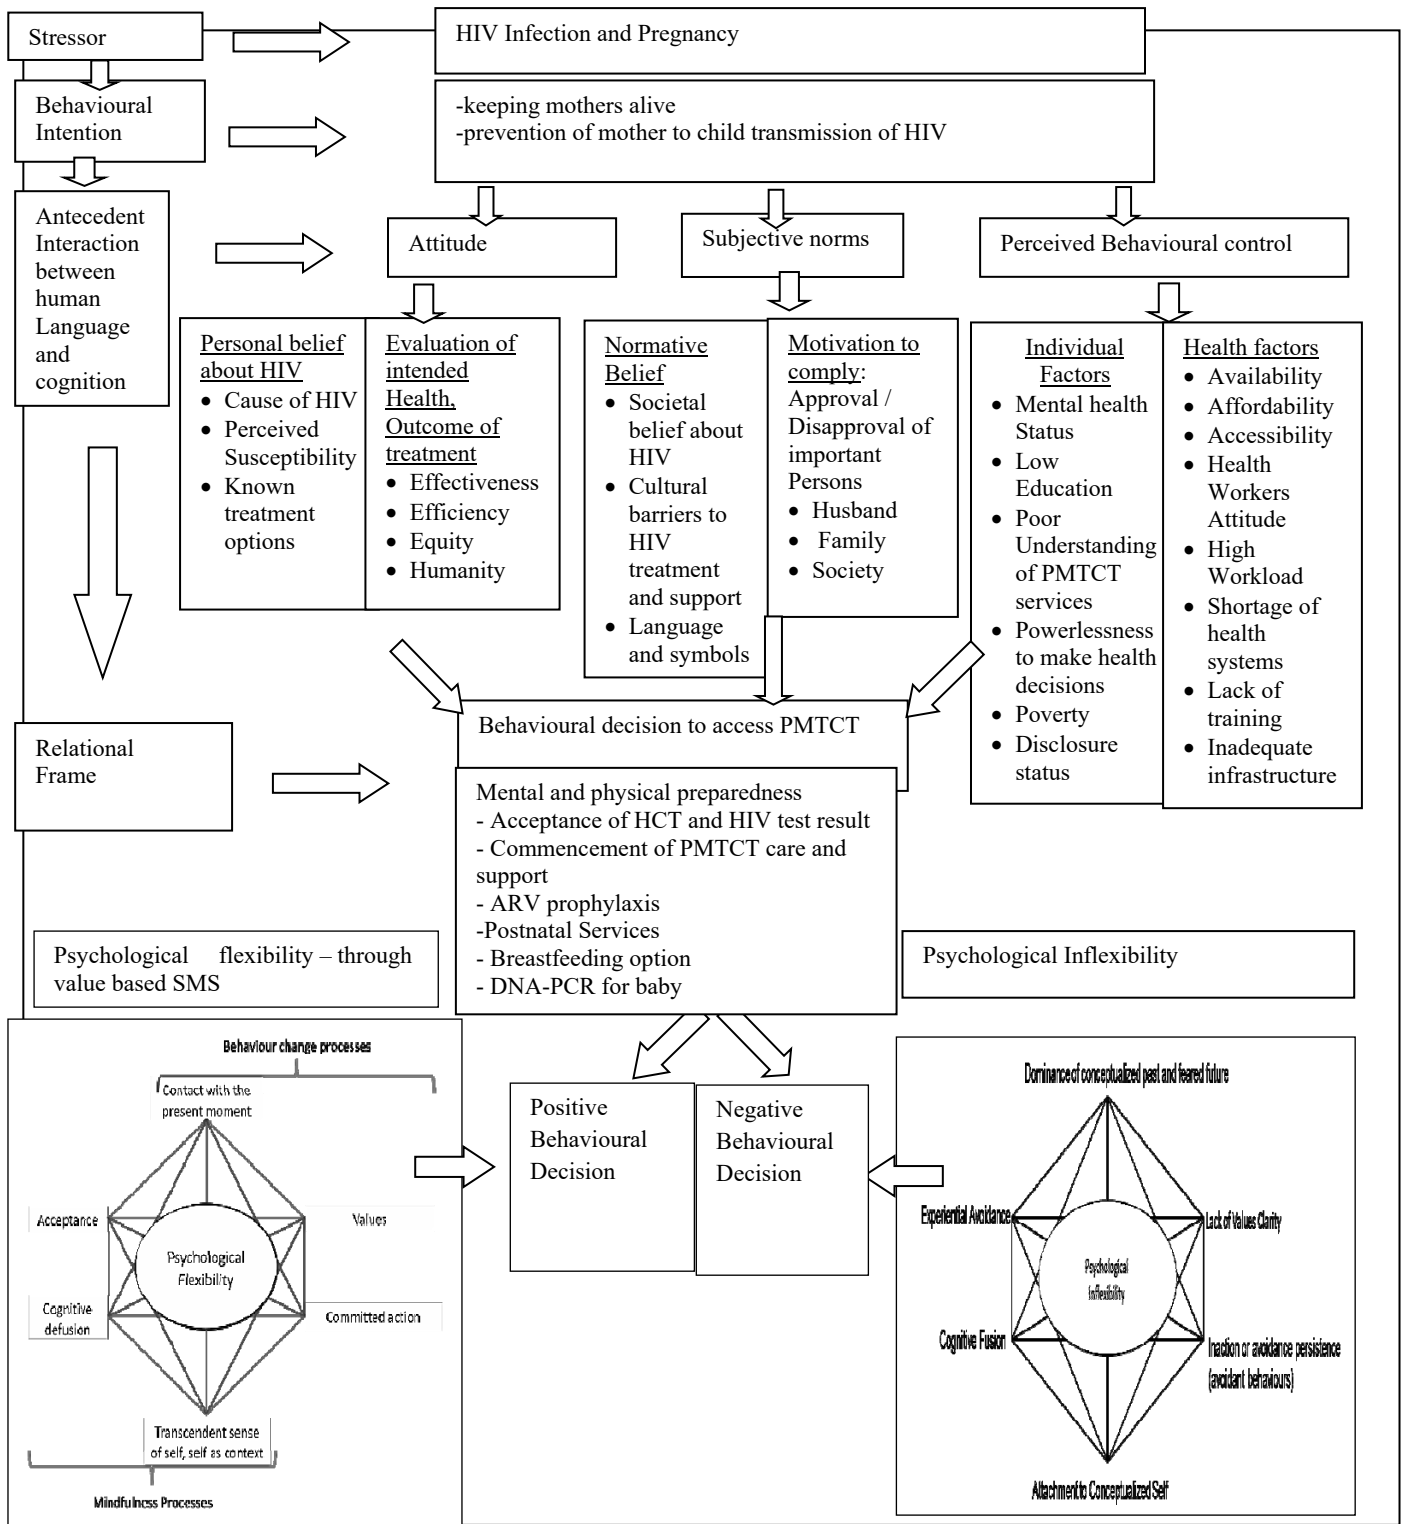 Stressor
HIV Infection and Pregnancy
Behavioural
Intention
-keeping mothers alive
-prevention of mother to child transmission of HIV
Antecedent
Interaction
between
human
Language
and
cognition
Attitude
Subjective norms
Perceived Behavioural control
Personal belief
about HIV
• Cause of HIV
• Perceived
Susceptibility
• Known
treatment
options
Evaluation of
intended
Health,
Outcome of
treatment
• Effectiveness
• Efficiency
• Equity
• Humanity
Normative
Belief
• Societal
belief about
HIV
• Cultural
barriers to
HIV
treatment
and support
• Language
and symbols
Motivation to
comply:
Approval /
Disapproval of
important
Persons
• Husband
• Family
• Society
Individual
Factors
• Mental health
Status
• Low
Education
• Poor
Understanding
of PMTCT
services
• Powerlessness
to make health
decisions
• Poverty
• Disclosure
status
Health factors
• Availability
• Affordability
• Accessibility
• Health
Workers
Attitude
• High
Workload
• Shortage of
health
systems
• Lack of
training
• Inadequate
infrastructure
Relational
Frame
Behavioural decision to access PMTCT
Mental and physical preparedness
- Acceptance of HCT and HIV test result
- Commencement of PMTCT care and
support
- ARV prophylaxis
-Postnatal Services
- Breastfeeding option
- DNA-PCR for baby
Psychological flexibility – through
value based SMS
Psychological Inflexibility
Behaviour change processes
Contact with the
present moment
Acceptance
Values
Psychological
Flexibility
Cognitive
defusion
Committed action
Transcendent sense
of self, self as context
Mindfulness Processes
Positive
Behavioural
Decision
Negative
Behavioural
Decision
Dominance of conceptualized past and feared future
Experiential Avoidance
Lack of Values Clarity
Psychological
Inflexibility
Cognitive Fusion
Inaction or avoidance persistence
(avoidant behaviours)
Attachment to Conceptualized Self